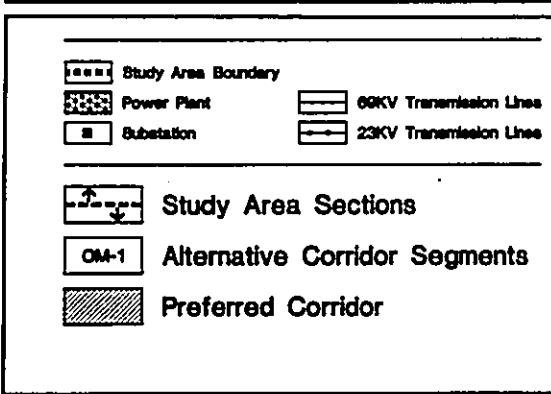 Study Area Boundary
Power Plant
69KV Transmission Lines
Substation
23KV Transmission Lines
Study Area Sections
OM-1 Alternative Corridor Segments
Preferred Corridor